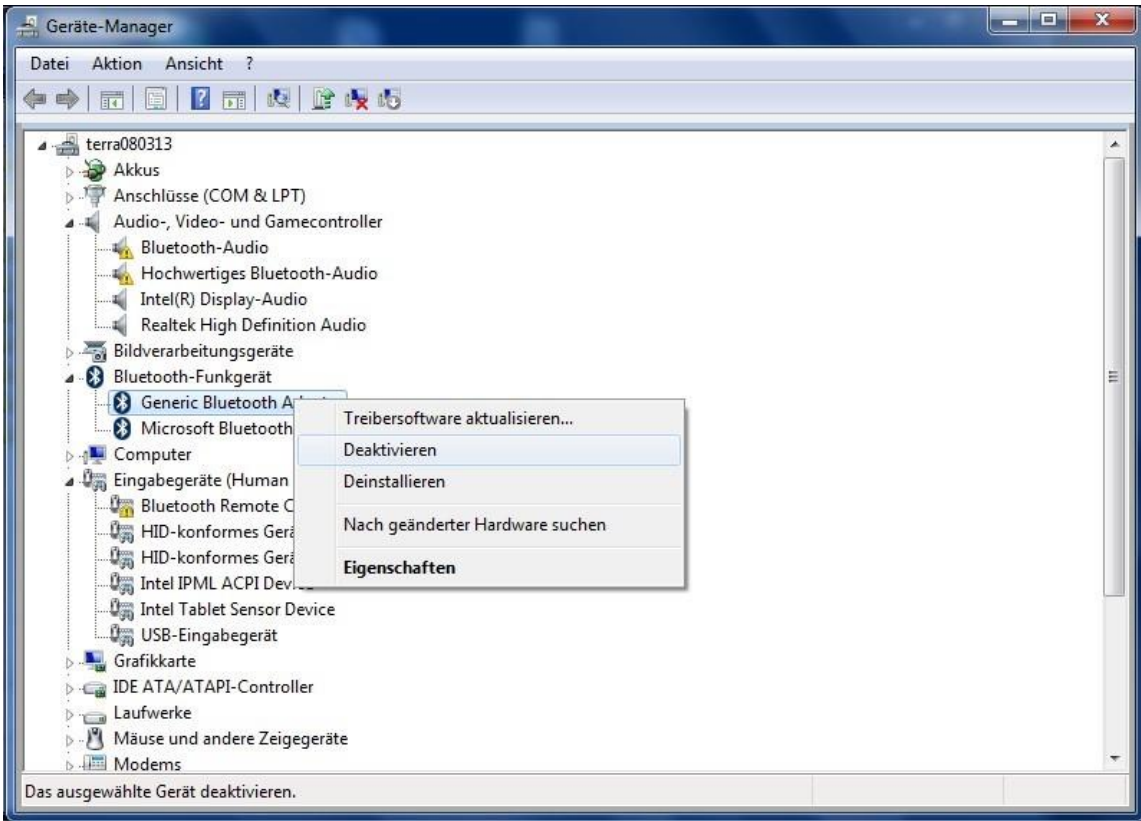 Geräte-Manager
Datei Aktion Ansicht ?
terra080313
Akkus
Anschlüsse (COM & LPT)
Audio-, Video- und Gamecontroller
Bluetooth-Audio
Hochwertiges Bluetooth-Audio
Intel(R) Display-Audio
Realtek High Definition Audio
Bildverarbeitungsgeräte
Bluetooth-Funkgerät
Generic Bluetooth
Microsoft Bluetooth
Computer
Eingabegeräte (Human
Bluetooth Remote C
HID-konformes Gerä
HID-konformes Gerä
Intel IPML ACPI Device
Intel Tablet Sensor Device
USB-Eingabegerät
Grafikkarte
IDE ATA/ATAPI-Controller
Laufwerke
Mäuse und andere Zeigegeräte
Modems
Treibersoftware aktualisieren...
Deaktivieren
Deinstallieren
Nach geänderter Hardware suchen
Eigenschaften
Das ausgewählte Gerät deaktivieren.